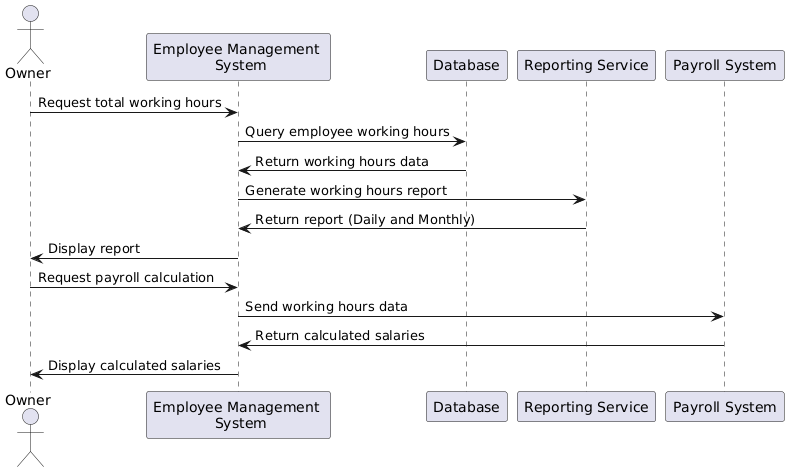 Owner
Employee Management
System
Database
Reporting Service
Payroll System
Request total working hours
Query employee working hours
Return working hours data
Generate working hours report
Return report (Daily and Monthly)
Display report
Request payroll calculation
Send working hours data
Return calculated salaries
Display calculated salaries
Owner
Employee Management
System
Database
Reporting Service
Payroll System